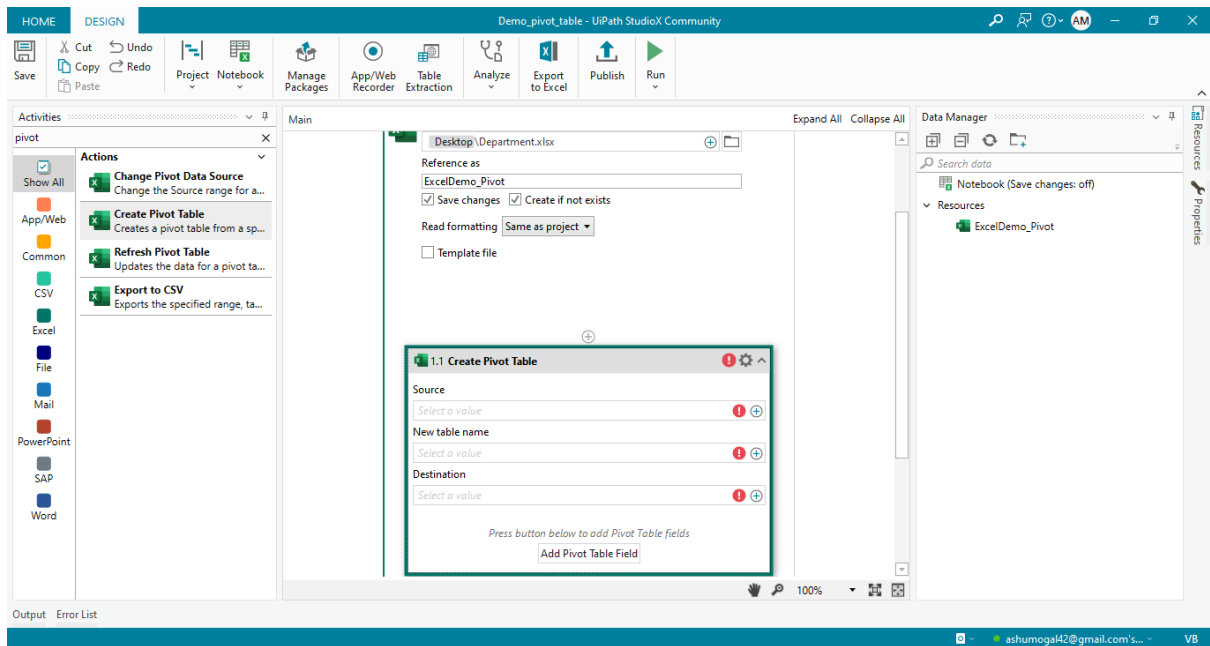 HOME DESIGN Demo_pivot_table - UiPath StudioX Community AM
Save Cut Copy Paste Undo Redo Project Notebook Manage Packages App/Web Recorder Table Extraction Analyze Export to Excel Publish Run
Activities
pivot
Show All
App/Web
Common
CSV
Excel
File
Mail
PowerPoint
SAP
Word
Actions
Change Pivot Data Source
Change the Source range for a...
Create Pivot Table
Creates a pivot table from a sp...
Refresh Pivot Table
Updates the data for a pivot ta...
Export to CSV
Exports the specified range, ta...
Main Expand All Collapse All
Desktop\Department.xlsx
Reference as
ExcelDemo_Pivot
Save changes Create if not exists
Read formatting Same as project
Template file
1.1 Create Pivot Table
Source
Select a value
New table name
Select a value
Destination
Select a value
Press button below to add Pivot Table fields
Add Pivot Table Field
100%
Data Manager
Search data
Notebook (Save changes: off)
Resources
ExcelDemo_Pivot
Resources
Properties
Output Error List
ashumogal42@gmail.com's... VB